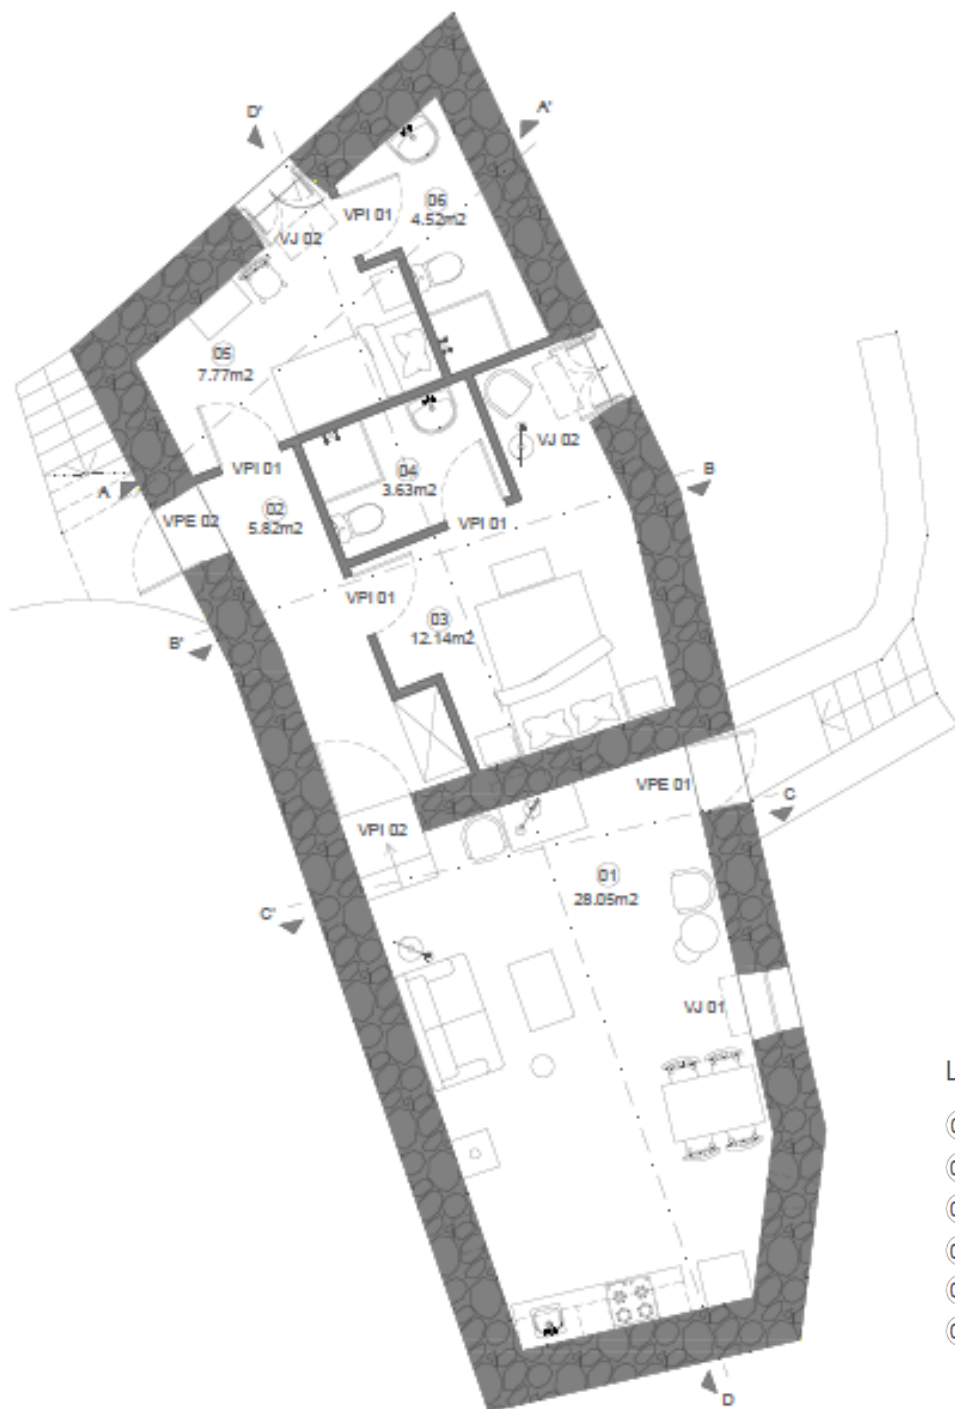 D'
A'
06
VPI 01
4.52m2
VJ 02
05
7.77m2
VJ 02
04
VPI 01
3.63m2
B
A
02
VPE 02
5.82m2
VPI 01
VPI 01
03
12.14m2
B'
VPE 01
C
VPI 02
01
28.05m2
C'
VJ 01
L
D